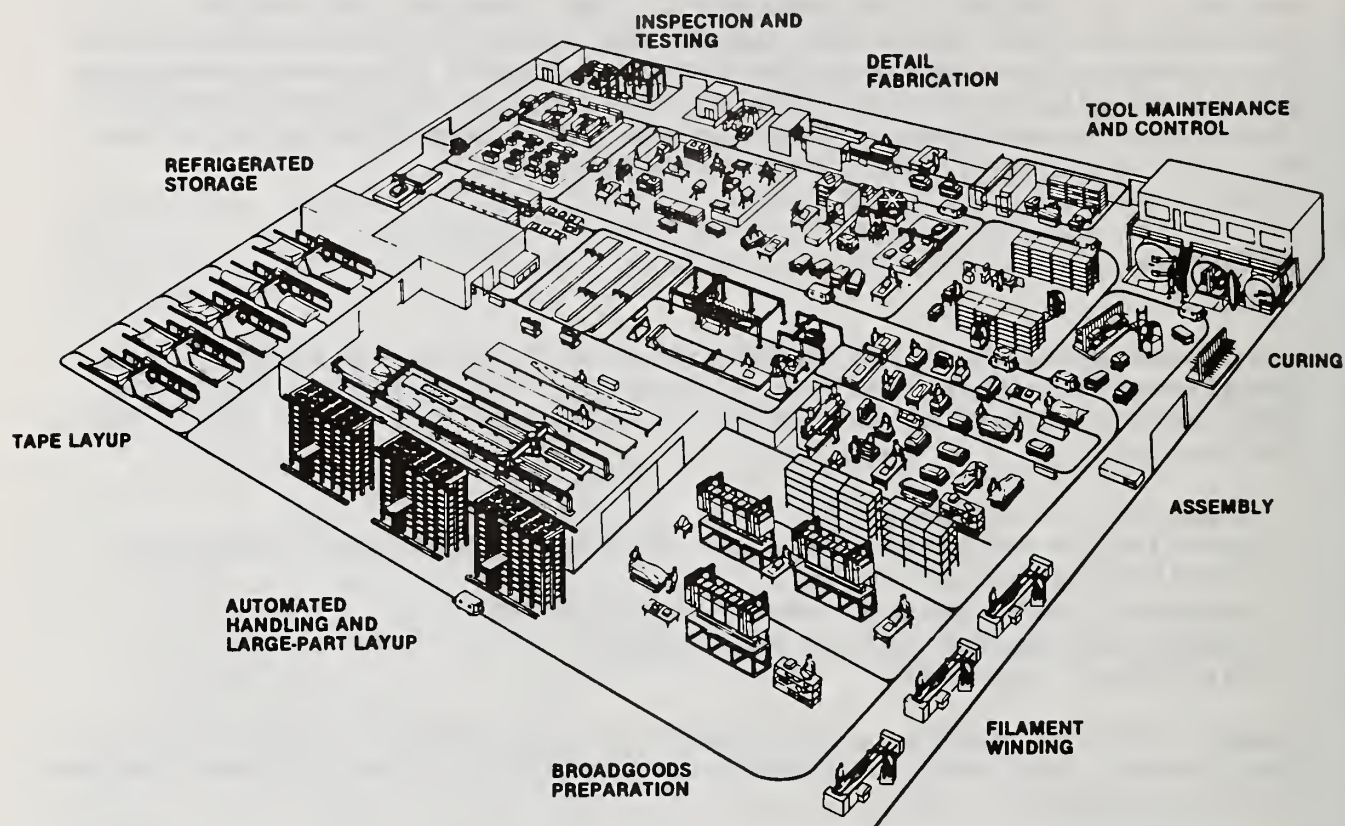 INSPECTION AND
TESTING
DETAIL
FABRICATION
TOOL MAINTENANCE
AND CONTROL
REFRIGERATED
STORAGE
CURING
TAPE LAYUP
ASSEMBLY
AUTOMATED
HANDLING AND
LARGE-PART LAYUP
FILAMENT
WINDING
BROADGOODS
PREPARATION